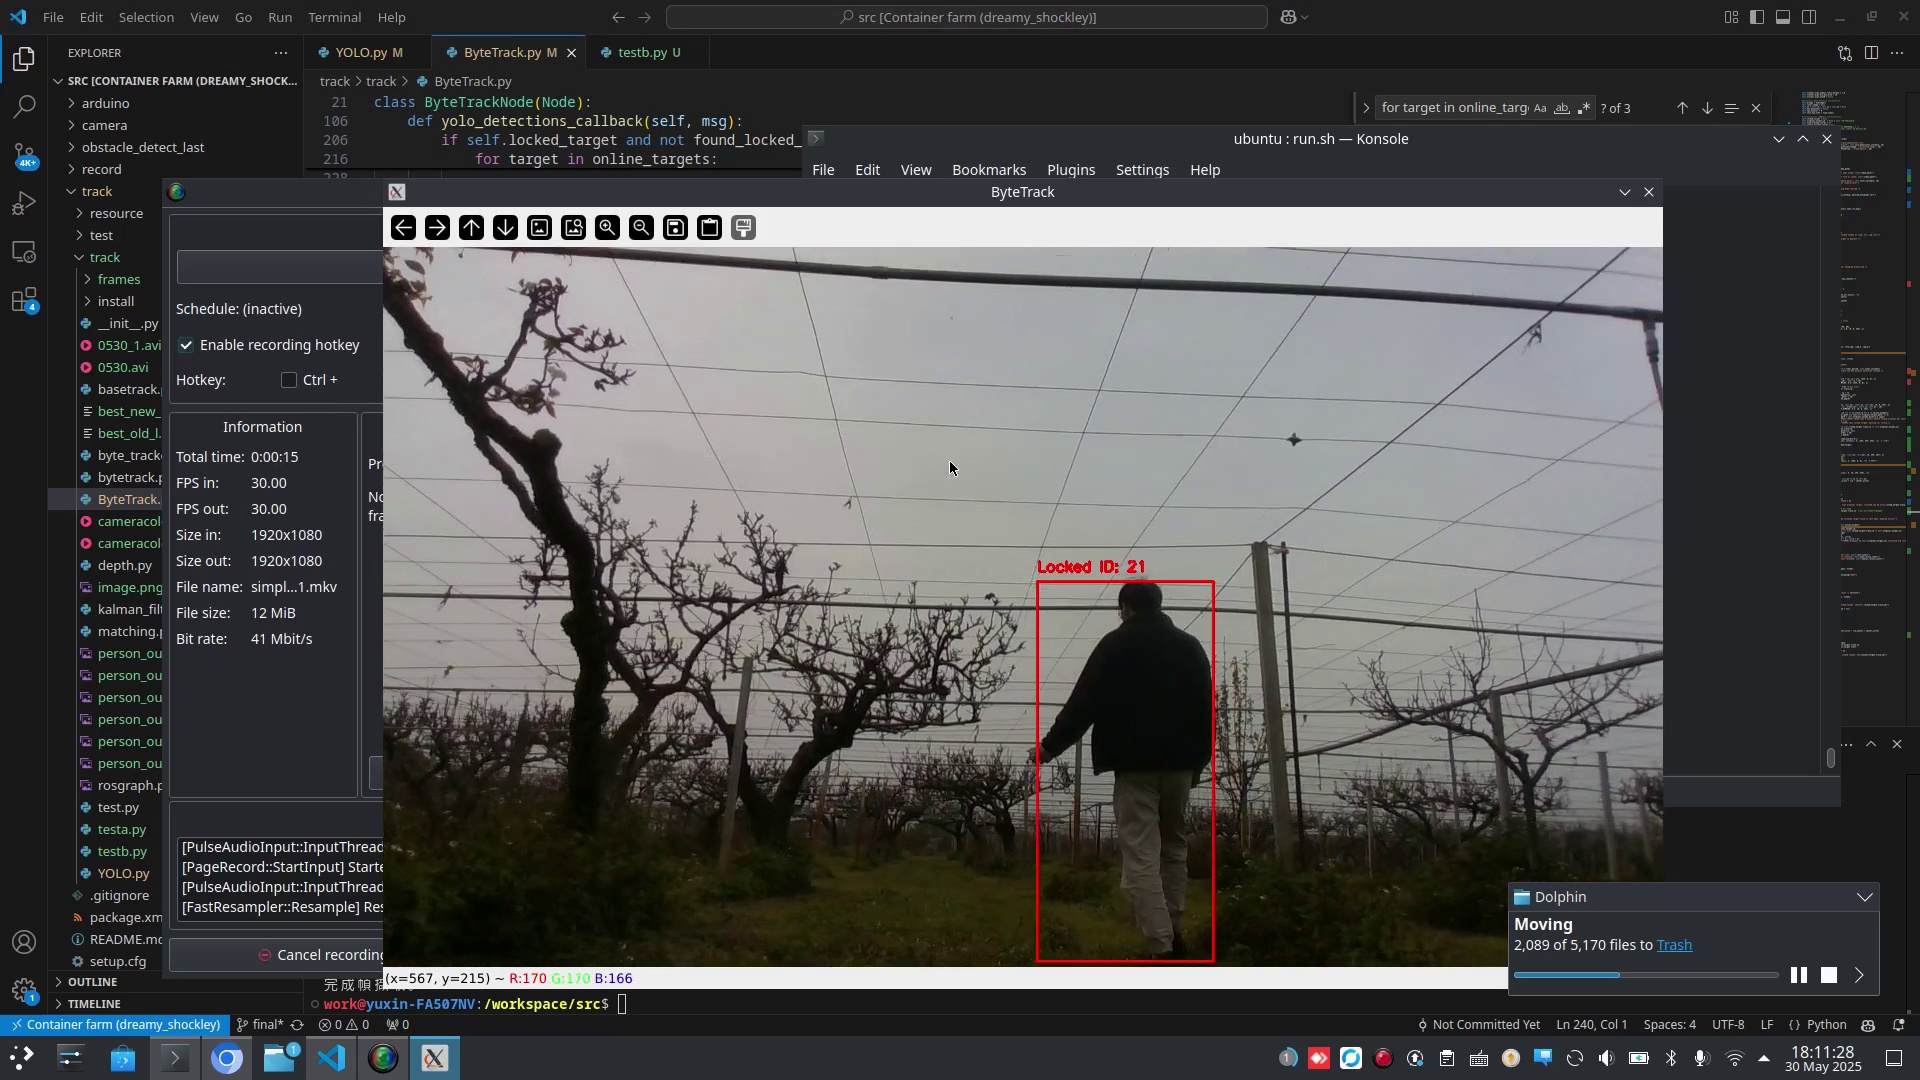 File Edit Selection View Go Run Terminal Help
src [Container farm (dreamy_shockley)]
EXPLORER
SRC [CONTAINER FARM (DREAMY_SHOCK...
arduino
camera
obstacle_detect_last
record
track
resource
test
track
frames
install
__init__.py
0530_1.avi
0530.avi
basetrack.
best_new_
best_old_l.
byte_track
bytetrack.p
ByteTrack.
cameracol
cameracol
depth.py
image.png
kalman_filt
matching.p
person_ou
person_ou
person_ou
person_ou
person_ou
person_ou
rosgraph.p
test.py
testa.py
testb.py
YOLO.py
.gitignore
package.xm
README.md
setup.cfg
OUTLINE
TIMELINE
4K+
4
1
YOLO.py M
ByteTrack.py M
testb.py U
track > track > ByteTrack.py
21 class ByteTrackNode(Node):
106 def yolo_detections_callback(self, msg):
206 if self.locked_target and not found_locked_
216 for target in online_targets:
for target in online_targ Aa ab ? of 3
ubuntu : run.sh — Konsole
File Edit View Bookmarks Plugins Settings Help
ByteTrack
Schedule: (inactive)
Enable recording hotkey
Hotkey: Ctrl +
Information
Total time: 0:00:15
FPS in: 30.00
FPS out: 30.00
Size in: 1920x1080
Size out: 1920x1080
File name: simpl...1.mkv
File size: 12 MiB
Bit rate: 41 Mbit/s
[PulseAudioInput::InputThread
[PageRecord::StartInput] Starte
[PulseAudioInput::InputThread
[FastResampler::Resample] Res
Cancel recording
Locked ID: 21
(x=567, y=215) ~ R:170 G:170 B:166
work@yuxin-FA507NV:/workspace/src$
Dolphin
Moving
2,089 of 5,170 files to Trash
Container farm (dreamy_shockley) final* 0 0 0
Not Committed Yet Ln 240, Col 1 Spaces: 4 UTF-8 LF {} Python
1
1
18:11:28
30 May 2025